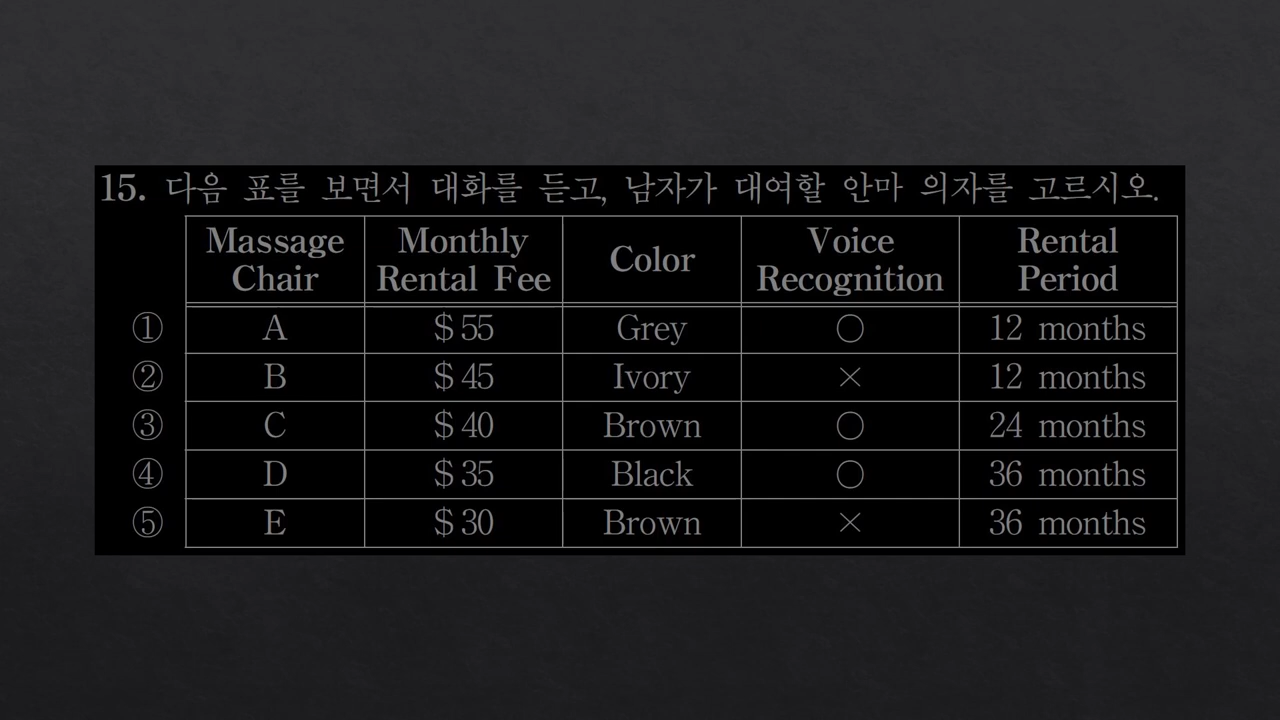 15. 다음 표를 보면서 대화를 듣고, 남자가 대여할 안마 의자를 고르시오.
Massage Chair Monthly Rental Fee Color Voice Recognition Rental Period
① A $55 Grey ○ 12 months
② B $45 Ivory × 12 months
③ C $40 Brown ○ 24 months
④ D $35 Black ○ 36 months
⑤ E $30 Brown × 36 months